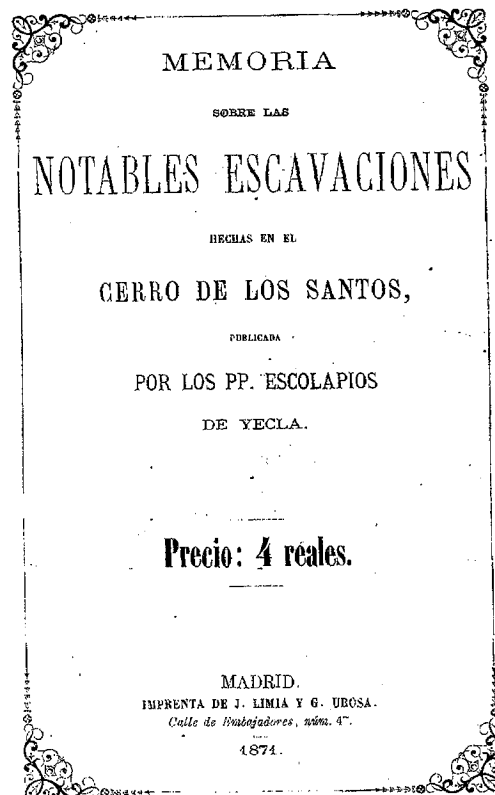 MEMORIA
SOBRE LAS
NOTABLES ESCAVACIONES
HECHAS EN EL
CERRO DE LOS SANTOS,
PUBLICADA
POR LOS PP. ESCOLAPIOS
DE YECLA.
Precio: 4 reales.
MADRID.
IMPRENTA DE J. LIMIA Y G. UROSA.
Calle de Embajadores, núm. 4
1871.